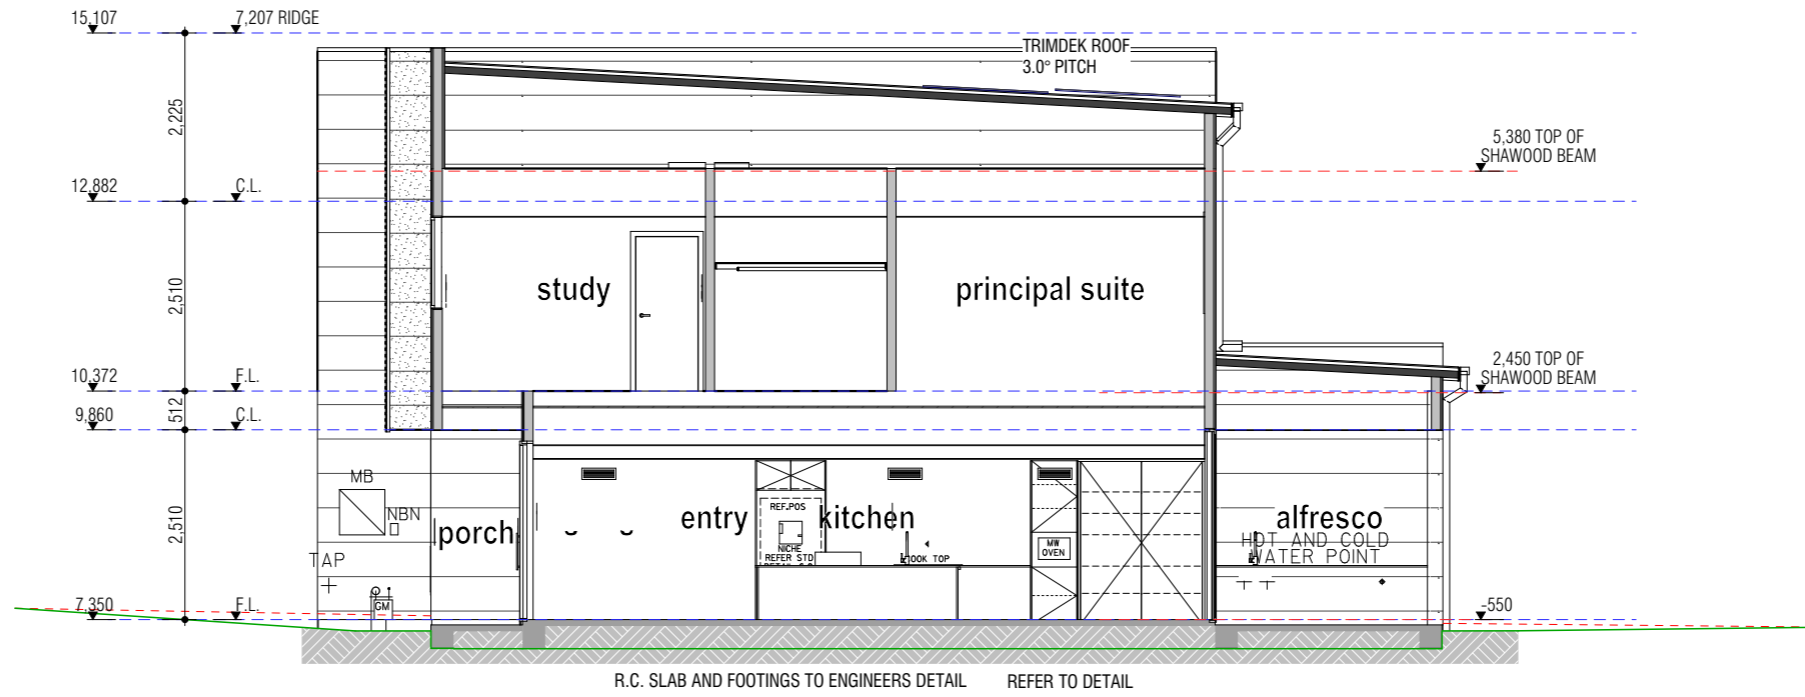 15,107
7,207 RIDGE
TRIMDEK ROOF
3.0° PITCH
2,225
5,380 TOP OF
SHAWOOD BEAM
12,882
C.L.
2,510
study
principal suite
10,372
F.L.
2,450 TOP OF
SHAWOOD BEAM
512
9,860
C.L.
MB
NBN
2,510
porch
entry
REF.POS
NICHE
REFER STD
kitchen
OOK TOP
MW
OVEN
alfresco
HOT AND COLD
WATER POINT
TAP
GM
7,350
F.L.
-550
R.C. SLAB AND FOOTINGS TO ENGINEERS DETAIL
REFER TO DETAIL